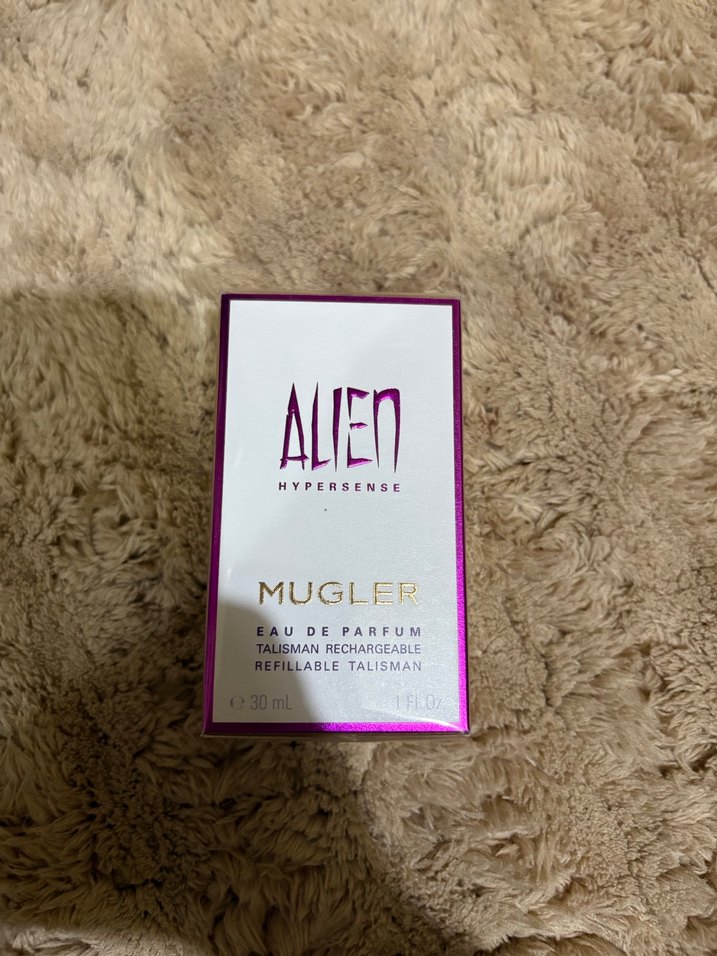 ALIEN
HYPERSENSE
MUGLER
EAU DE PARFUM
TALISMAN RECHARGEABLE
REFILLABLE TALISMAN
℮ 30 mL 1 Fl. Oz.